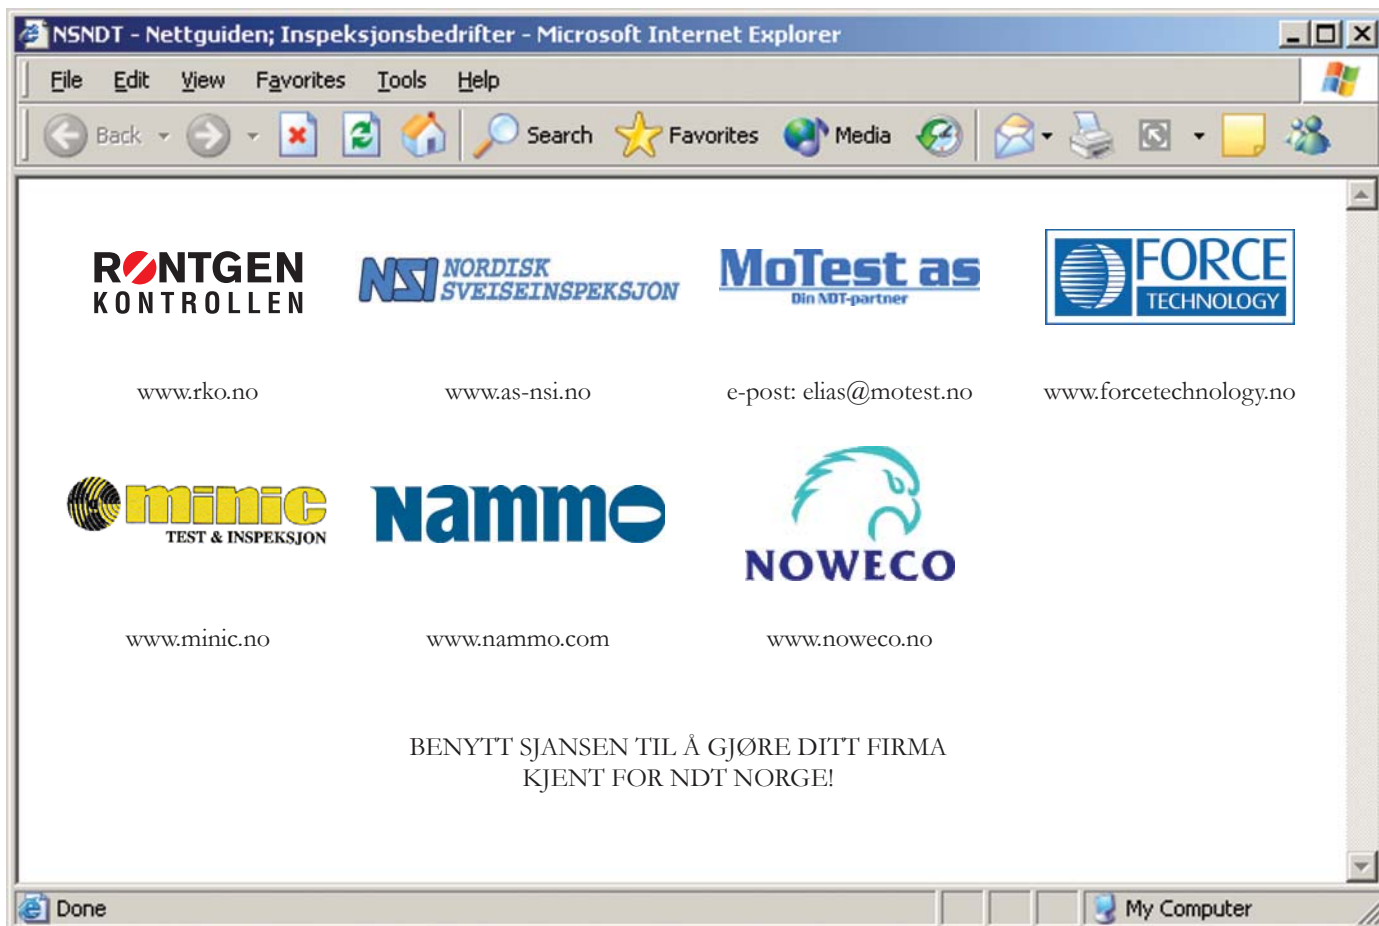 NSNDT - Nettguiden; Inspeksjonsbedrifter - Microsoft Internet Explorer
File Edit View Favorites Tools Help
Back Search Favorites Media
RØNTGEN
KONTROLLEN
NSI NORDISK
SVEISEINSPEKSJON
MoTest as
Din NDT-partner
FORCE
TECHNOLOGY
www.rko.no www.as-nsi.no e-post: elias@motest.no www.forcetechnology.no
minic
TEST & INSPEKSJON
Nammo
NOWECO
www.minic.no www.nammo.com www.noweco.no
BENYTT SJANSEN TIL Å GJØRE DITT FIRMA
KJENT FOR NDT NORGE!
Done My Computer